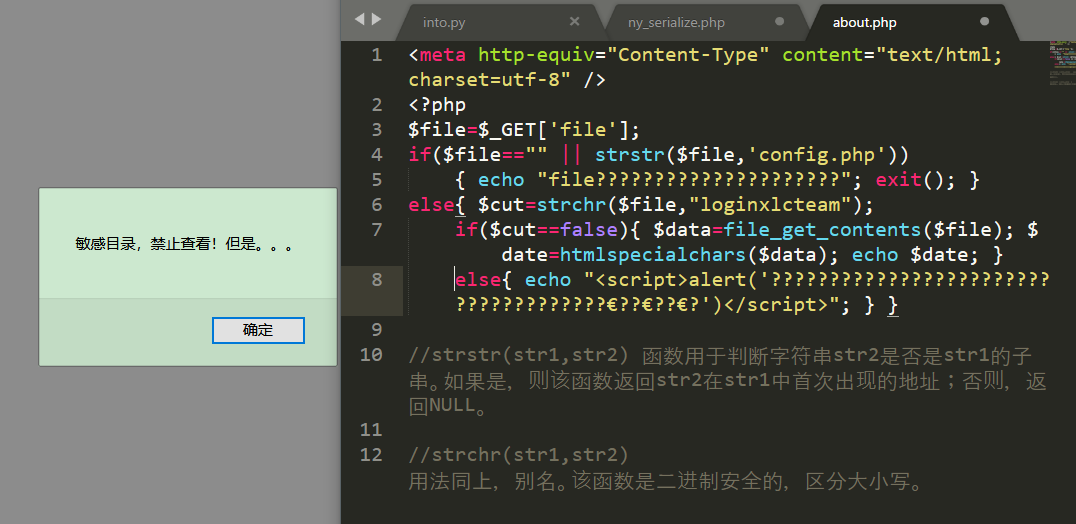 into.py
ny_serialize.php
about.php
敏感目录，禁止查看！但是。。。
确定
1 <meta http-equiv="Content-Type" content="text/html;
charset=utf-8" />
2 <?php
3 $file=$_GET['file'];
4 if($file=="" || strstr($file,'config.php'))
5 { echo "file?????????????????????"; exit(); }
6 else{ $cut=strchr($file,"loginxlcteam");
7 if($cut==false){ $data=file_get_contents($file); $
date=htmlspecialchars($data); echo $date; }
8 else{ echo "<script>alert('????????????????????????
?????????????€??€??€?')</script>"; } }
9
10 //strstr(str1,str2) 函数用于判断字符串str2是否是str1的子
串。如果是，则该函数返回str2在str1中首次出现的地址；否则，返
回NULL。
11
12 //strchr(str1,str2)
用法同上，别名。该函数是二进制安全的，区分大小写。